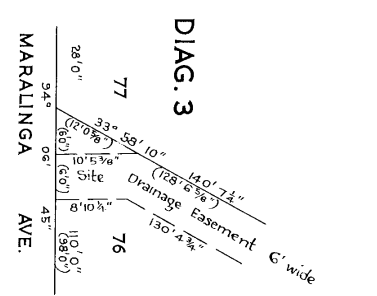 DIAG. 3
MARALINGA AVE.
94° 06' 45"
28'0"
77
33° 58' 10"
140' 7¼"
(12'0⅝")
(128' 6⅝")
(6'0")
10' 5⅜"
(6'0")
Site
Drainage Easement 6' wide
8' 10¾"
130' 4¾"
76
110' 0"
(98'0")